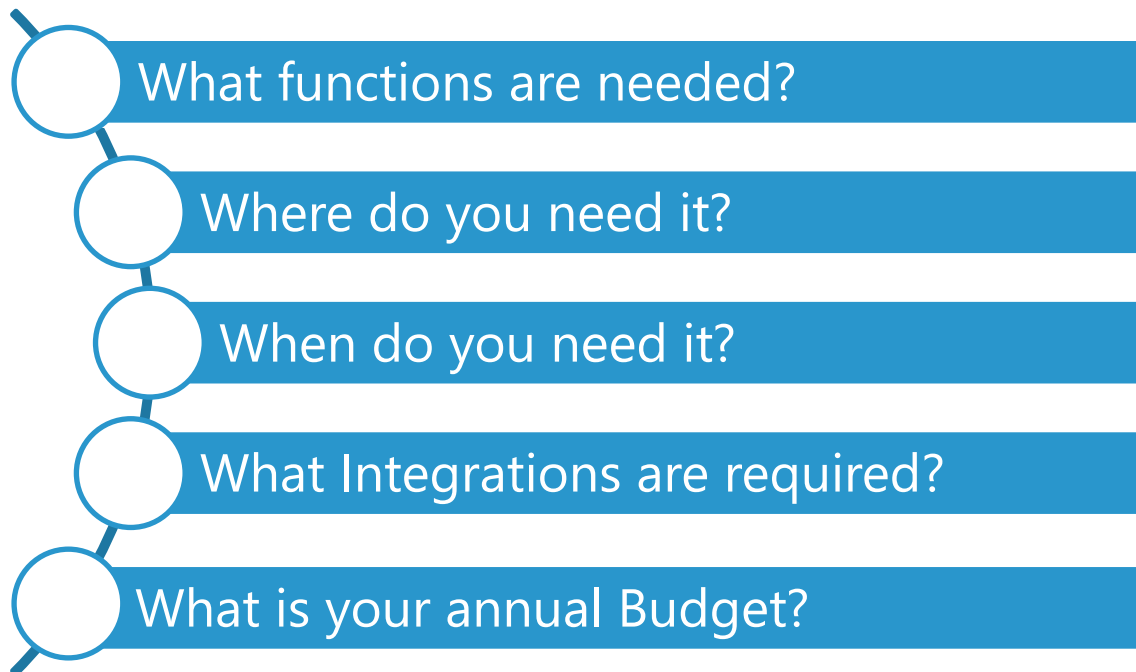 What functions are needed?
Where do you need it?
When do you need it?
What Integrations are required?
What is your annual Budget?